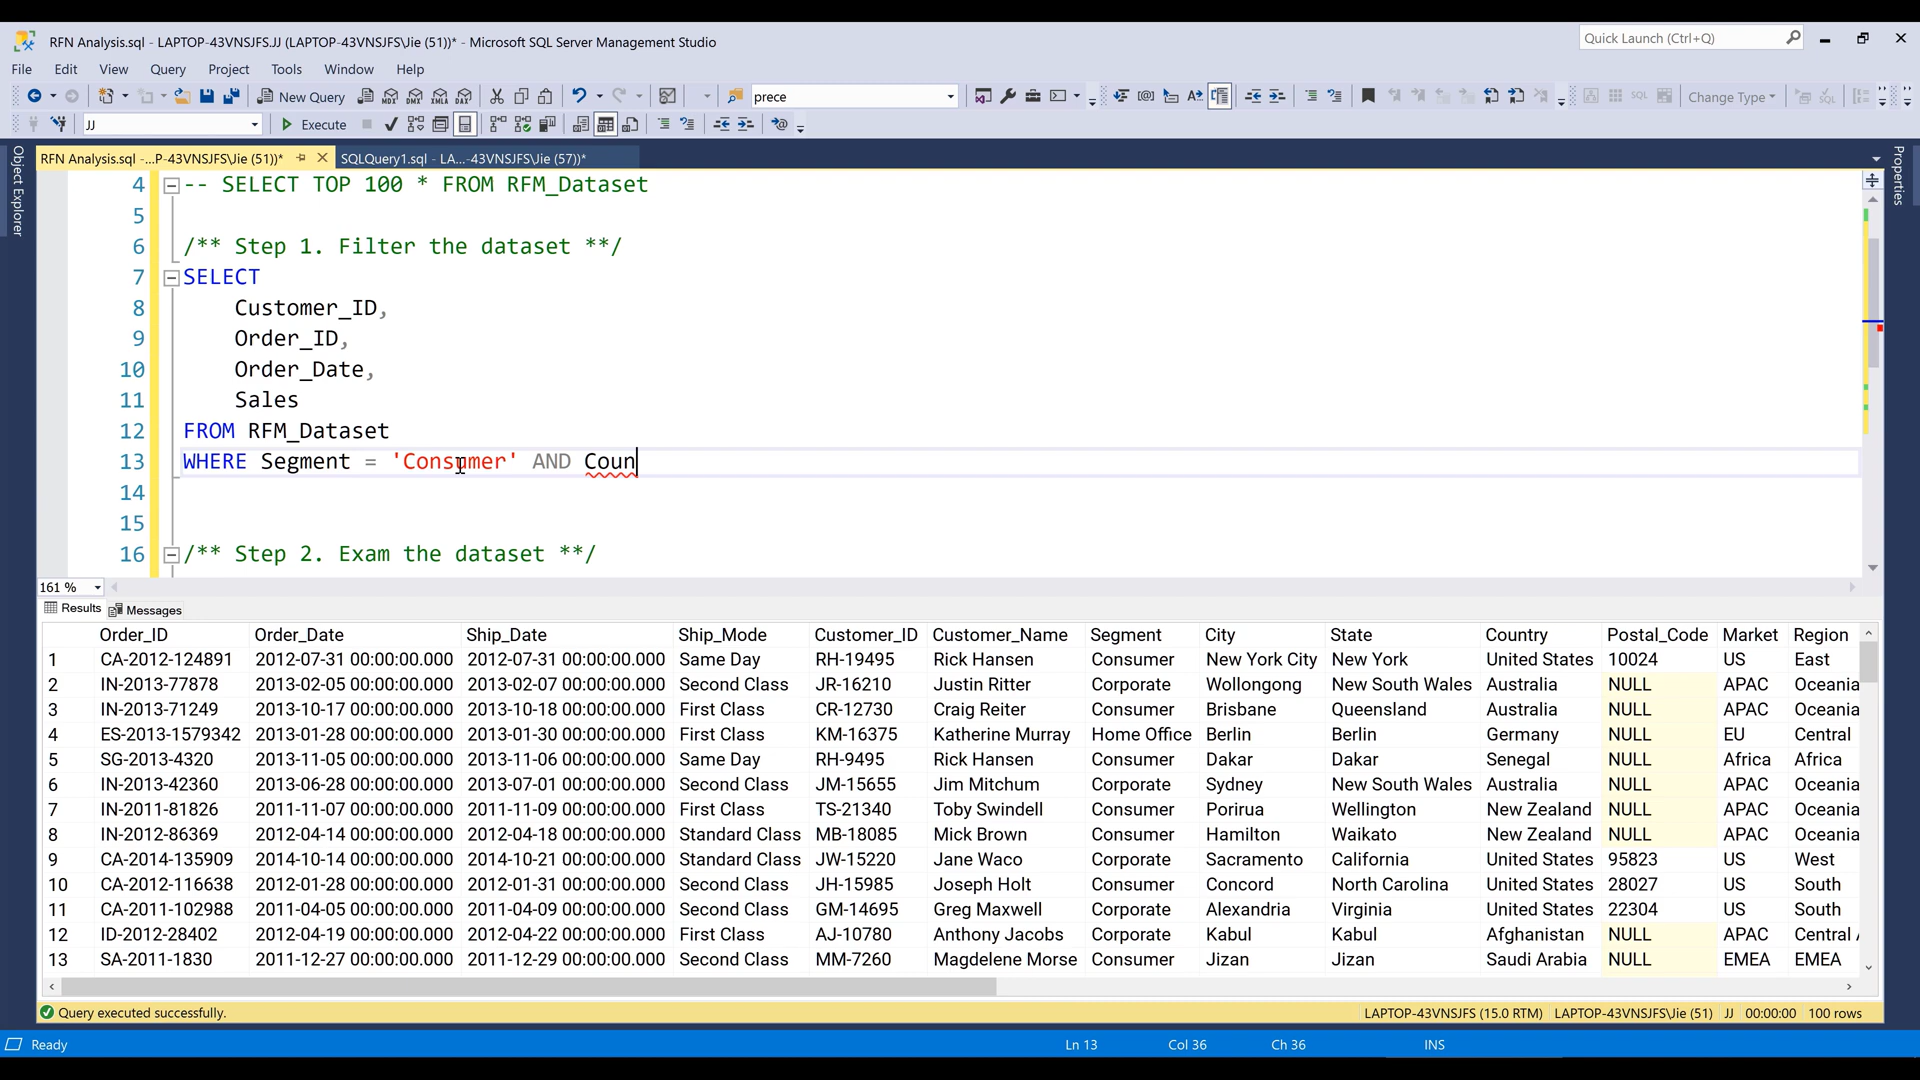 RFN Analysis.sql - LAPTOP-43VNSJFS.JJ (LAPTOP-43VNSJFS\Jie (51))* - Microsoft SQL Server Management Studio
Quick Launch (Ctrl+Q)
File Edit View Query Project Tools Window Help
New Query
prece
Change Type
JJ
Execute
Object Explorer
RFN Analysis.sql -...P-43VNSJFS\Jie (51))*
SQLQuery1.sql - LA...-43VNSJFS\Jie (57))*
Properties
4 -- SELECT TOP 100 * FROM RFM_Dataset
5
6 /** Step 1. Filter the dataset **/
7 SELECT
8 Customer_ID,
9 Order_ID,
10 Order_Date,
11 Sales
12 FROM RFM_Dataset
13 WHERE Segment = 'Consumer' AND Coun
14
15
16 /** Step 2. Exam the dataset **/
161 %
Results Messages
Order_ID Order_Date Ship_Date Ship_Mode Customer_ID Customer_Name Segment City State Country Postal_Code Market Region
1 CA-2012-124891 2012-07-31 00:00:00.000 2012-07-31 00:00:00.000 Same Day RH-19495 Rick Hansen Consumer New York City New York United States 10024 US East
2 IN-2013-77878 2013-02-05 00:00:00.000 2013-02-07 00:00:00.000 Second Class JR-16210 Justin Ritter Corporate Wollongong New South Wales Australia NULL APAC Oceania
3 IN-2013-71249 2013-10-17 00:00:00.000 2013-10-18 00:00:00.000 First Class CR-12730 Craig Reiter Consumer Brisbane Queensland Australia NULL APAC Oceania
4 ES-2013-1579342 2013-01-28 00:00:00.000 2013-01-30 00:00:00.000 First Class KM-16375 Katherine Murray Home Office Berlin Berlin Germany NULL EU Central
5 SG-2013-4320 2013-11-05 00:00:00.000 2013-11-06 00:00:00.000 Same Day RH-9495 Rick Hansen Consumer Dakar Dakar Senegal NULL Africa Africa
6 IN-2013-42360 2013-06-28 00:00:00.000 2013-07-01 00:00:00.000 Second Class JM-15655 Jim Mitchum Corporate Sydney New South Wales Australia NULL APAC Oceania
7 IN-2011-81826 2011-11-07 00:00:00.000 2011-11-09 00:00:00.000 First Class TS-21340 Toby Swindell Consumer Porirua Wellington New Zealand NULL APAC Oceania
8 IN-2012-86369 2012-04-14 00:00:00.000 2012-04-18 00:00:00.000 Standard Class MB-18085 Mick Brown Consumer Hamilton Waikato New Zealand NULL APAC Oceania
9 CA-2014-135909 2014-10-14 00:00:00.000 2014-10-21 00:00:00.000 Standard Class JW-15220 Jane Waco Corporate Sacramento California United States 95823 US West
10 CA-2012-116638 2012-01-28 00:00:00.000 2012-01-31 00:00:00.000 Second Class JH-15985 Joseph Holt Consumer Concord North Carolina United States 28027 US South
11 CA-2011-102988 2011-04-05 00:00:00.000 2011-04-09 00:00:00.000 Second Class GM-14695 Greg Maxwell Corporate Alexandria Virginia United States 22304 US South
12 ID-2012-28402 2012-04-19 00:00:00.000 2012-04-22 00:00:00.000 First Class AJ-10780 Anthony Jacobs Corporate Kabul Kabul Afghanistan NULL APAC Central
13 SA-2011-1830 2011-12-27 00:00:00.000 2011-12-29 00:00:00.000 Second Class MM-7260 Magdelene Morse Consumer Jizan Jizan Saudi Arabia NULL EMEA EMEA
Query executed successfully. LAPTOP-43VNSJFS (15.0 RTM) LAPTOP-43VNSJFS\Jie (51) JJ 00:00:00 100 rows
Ready Ln 13 Col 36 Ch 36 INS